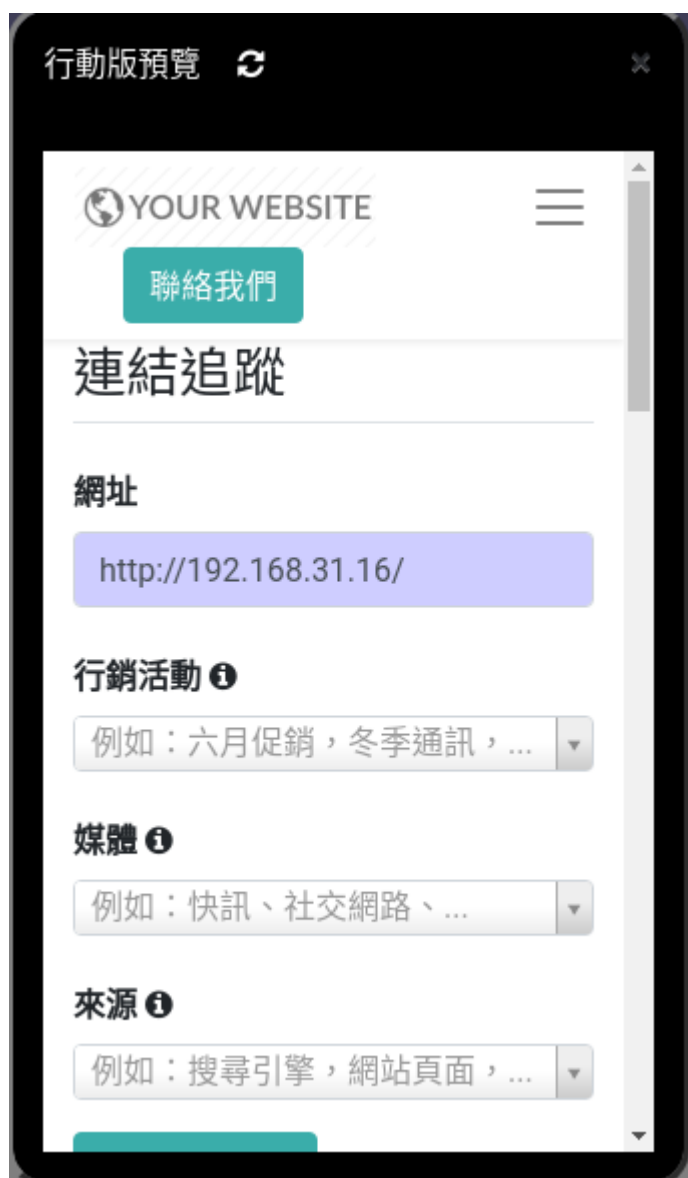 行動版預覽
YOUR WEBSITE
聯絡我們
連結追蹤
網址
http://192.168.31.16/
行銷活動
例如：六月促銷，冬季通訊，...
媒體
例如：快訊、社交網路、...
來源
例如：搜尋引擎，網站頁面，...